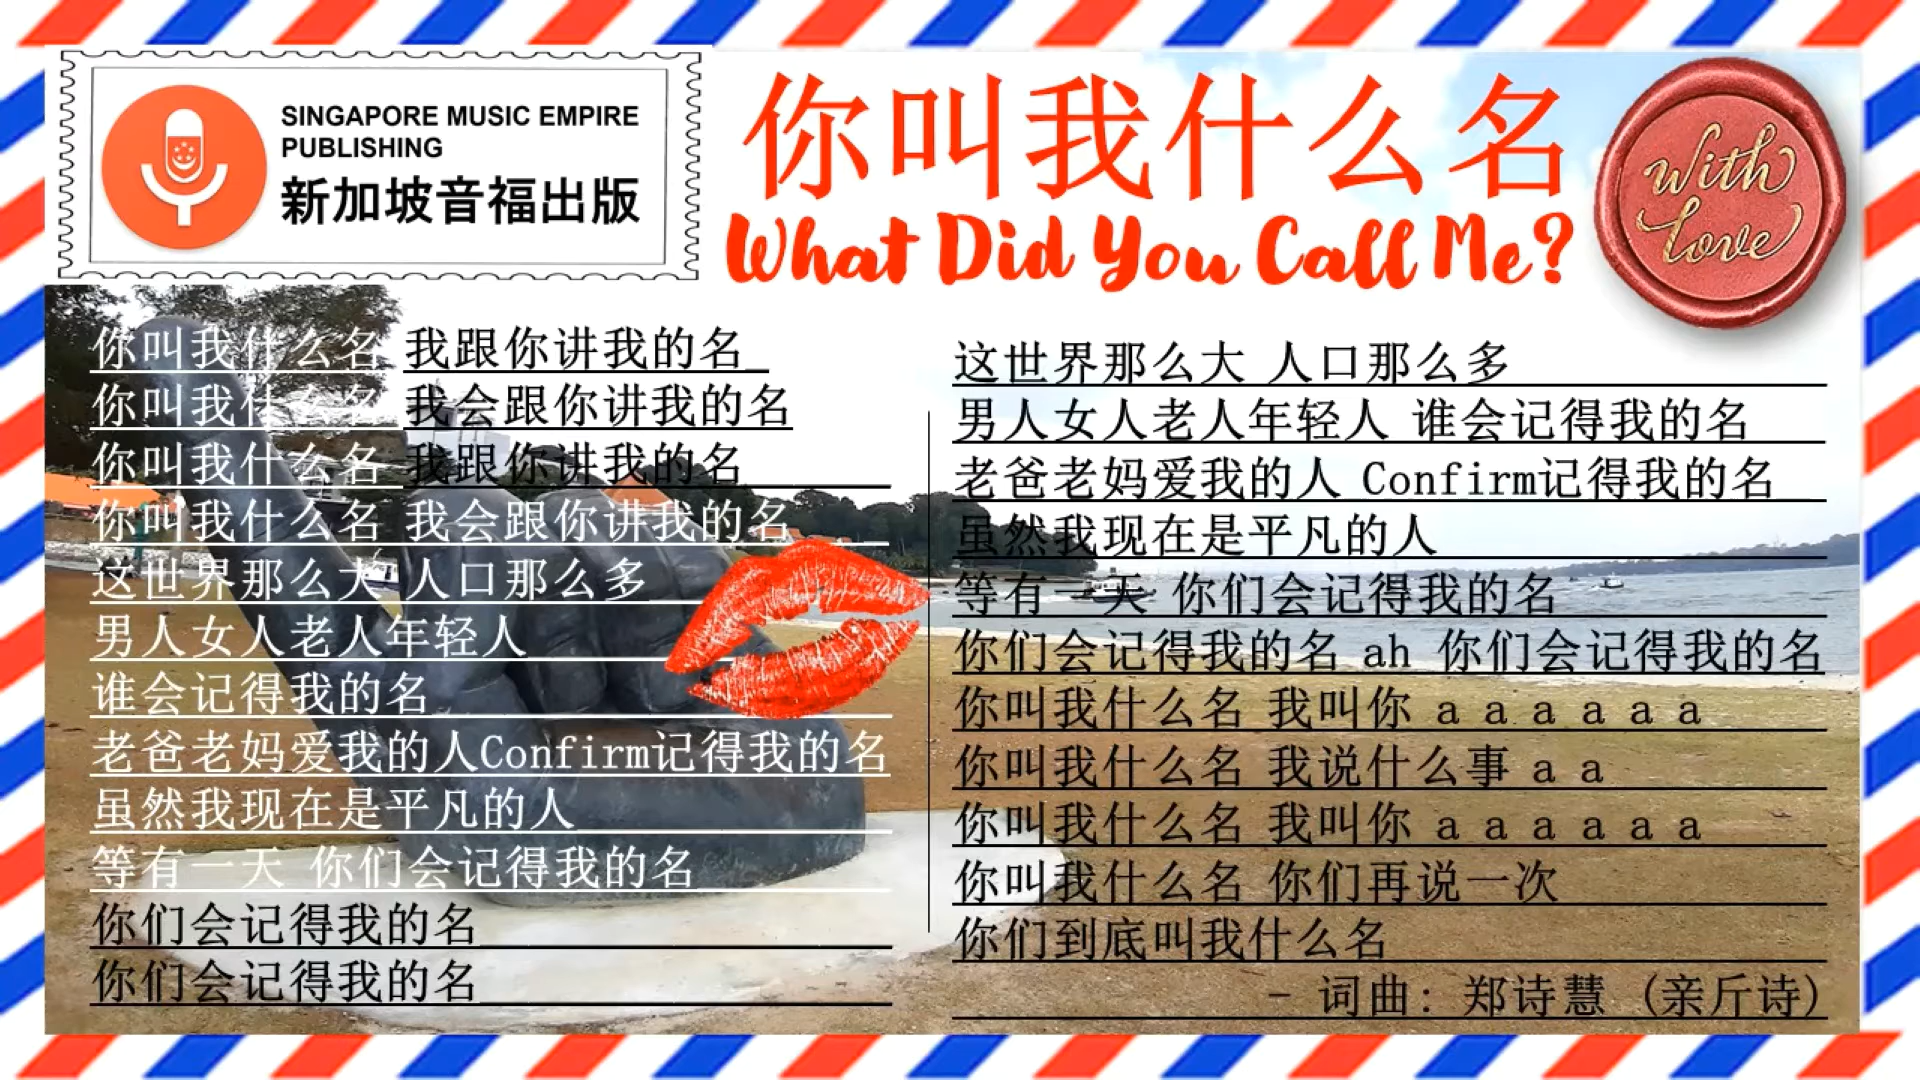 SINGAPORE MUSIC EMPIRE
PUBLISHING
新加坡音福出版
你叫我什么名
What Did You Call Me?
With
Love
你叫我什么名 我跟你讲我的名
你叫我什么名 我会跟你讲我的名
你叫我什么名 我跟你讲我的名
你叫我什么名 我会跟你讲我的名
这世界那么大 人口那么多
男人女人老人年轻人
谁会记得我的名
老爸老妈爱我的人Confirm记得我的名
虽然我现在是平凡的人
等有一天 你们会记得我的名
你们会记得我的名
你们会记得我的名
这世界那么大 人口那么多
男人女人老人年轻人 谁会记得我的名
老爸老妈爱我的人 Confirm记得我的名
虽然我现在是平凡的人
等有一天 你们会记得我的名
你们会记得我的名 ah 你们会记得我的名
你叫我什么名 我叫你 a a a a a a
你叫我什么名 我说什么事 a a
你叫我什么名 我叫你 a a a a a a
你叫我什么名 你们再说一次
你们到底叫我什么名
- 词曲: 郑诗慧 (亲斤诗)